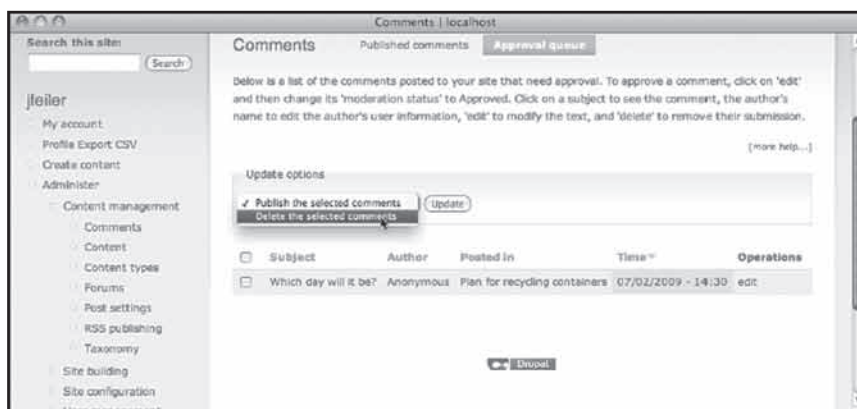 Comments | localhost
Search this site:
Search
jfeiler
My account
Profile Export CSV
Create content
Administer
Content management
Comments
Content
Content types
Forums
Post settings
RSS publishing
Taxonomy
Site building
Site configuration
User management
Comments
Published comments
Approval queue
Below is a list of the comments posted to your site that need approval. To approve a comment, click on 'edit'
and then change its 'moderation status' to Approved. Click on a subject to see the comment, the author's
name to edit the author's user information, 'edit' to modify the text, and 'delete' to remove their submission.
[more help...]
Update options
✓ Publish the selected comments
Delete the selected comments
Update
Subject Author Posted in Time Operations
Which day will it be? Anonymous Plan for recycling containers 07/02/2009 - 14:30 edit
Drupal